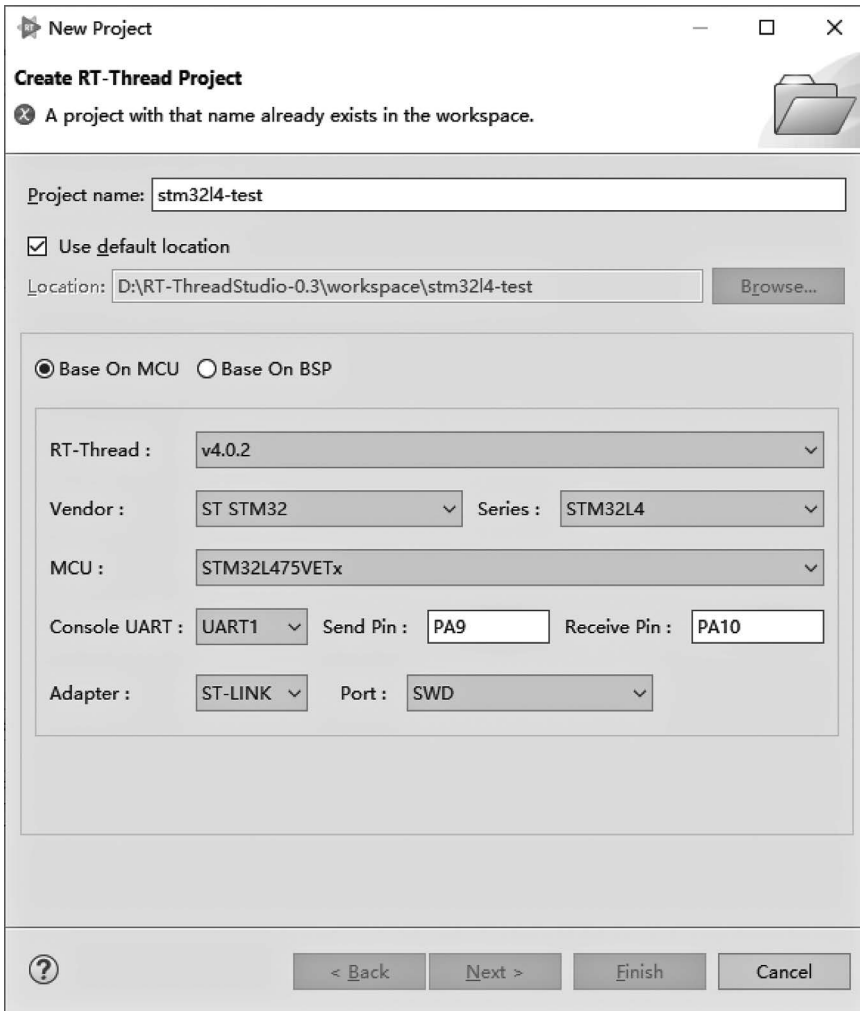 New Project
Create RT-Thread Project
A project with that name already exists in the workspace.
Project name: stm32l4-test
Use default location
Location: D:\RT-ThreadStudio-0.3\workspace\stm32l4-test Browse...
Base On MCU Base On BSP
RT-Thread : v4.0.2
Vendor : ST STM32 Series : STM32L4
MCU : STM32L475VETx
Console UART : UART1 Send Pin : PA9 Receive Pin : PA10
Adapter : ST-LINK Port : SWD
? < Back Next > Finish Cancel